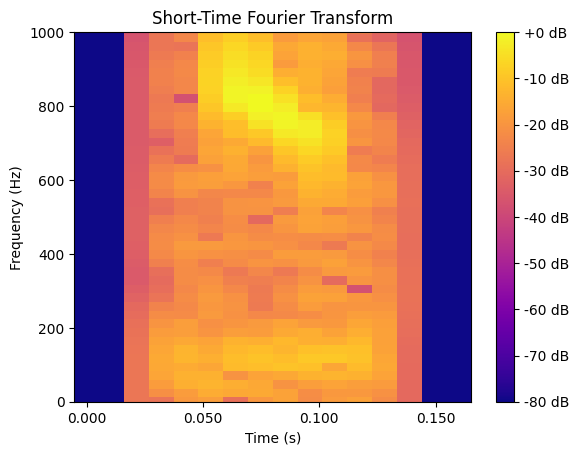 Short-Time Fourier Transform
1000
800
600
400
200
0
Frequency (Hz)
0.000
0.050
0.100
0.150
Time (s)
+0 dB
-10 dB
-20 dB
-30 dB
-40 dB
-50 dB
-60 dB
-70 dB
-80 dB